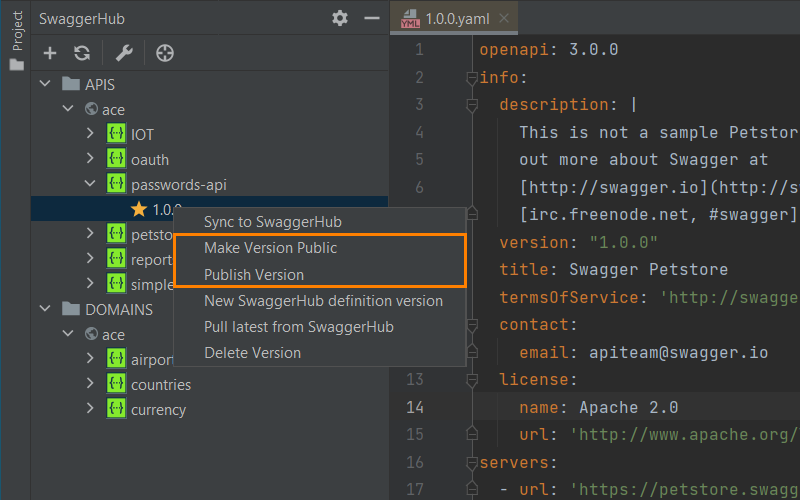 Project
SwaggerHub
APIS
ace
IOT
oauth
passwords-api
1.0.0
petsto
report
simple
DOMAINS
ace
airport
countries
currency
Sync to SwaggerHub
Make Version Public
Publish Version
New SwaggerHub definition version
Pull latest from SwaggerHub
Delete Version
YML 1.0.0.yaml
1 openapi: 3.0.0
2 info:
3 description: |
4 This is not a sample Petstore
5 out more about Swagger at
6 [http://swagger.io](http://s
[irc.freenode.net, #swagger]
version: "1.0.0"
title: Swagger Petstore
termsOfService: 'http://swagge
contact:
email: apiteam@swagger.io
13 license:
14 name: Apache 2.0
15 url: 'http://www.apache.org/
16 servers:
17 - url: 'https://petstore.swagg